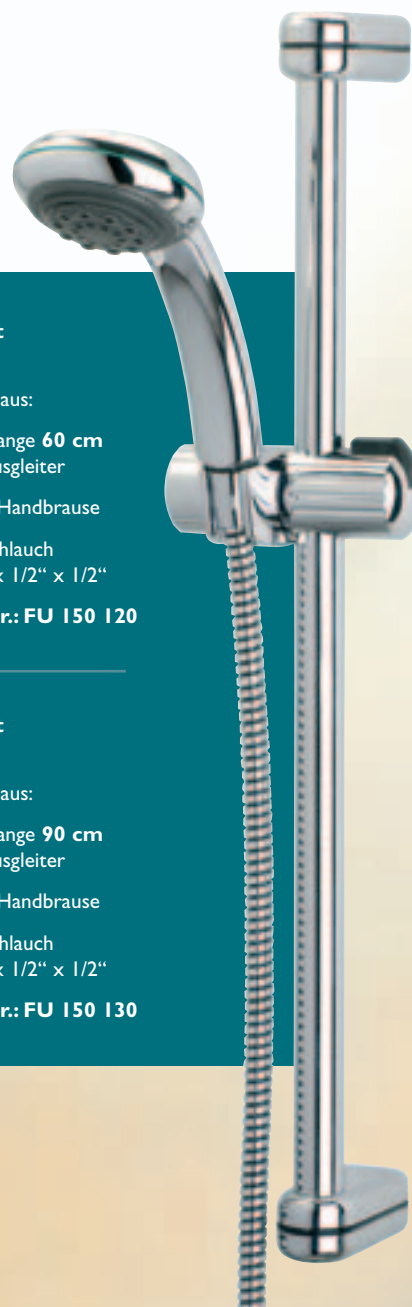 t
aus:
ange 60 cm
usgleiter
Handbrause
hlauch
x 1/2“ x 1/2“
r.: FU 150 120
t
aus:
ange 90 cm
usgleiter
Handbrause
hlauch
x 1/2“ x 1/2“
r.: FU 150 130